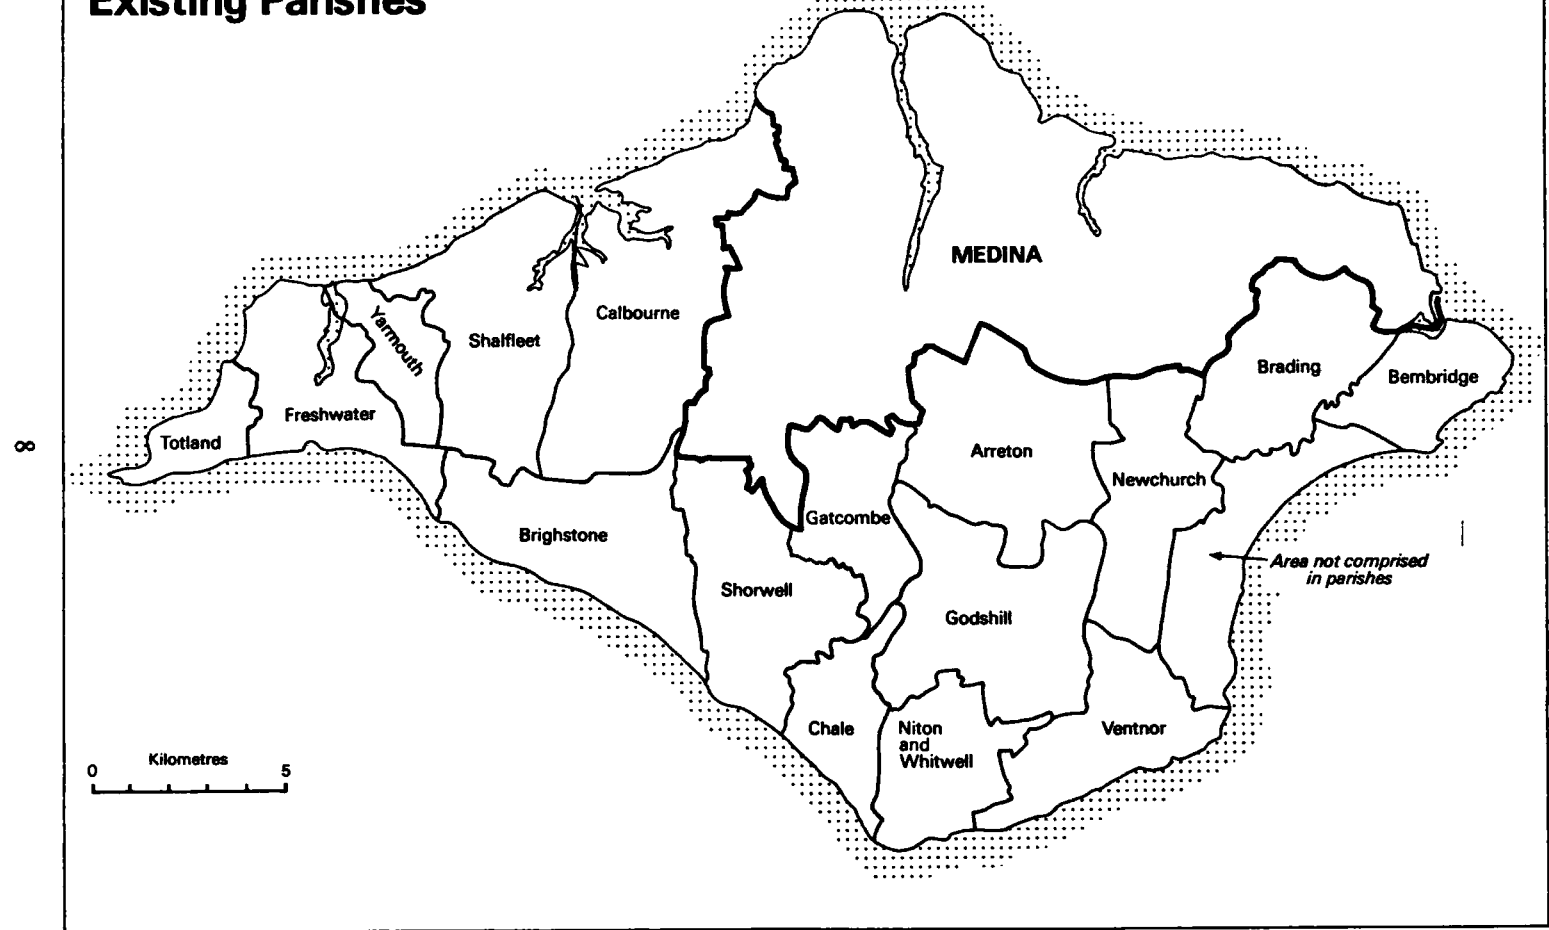 Existing Parishes
MEDINA
Calbourne
Yarmouth
Shalfleet
Brading
Bembridge
Freshwater
Totland
8
Arreton
Newchurch
Gatcombe
Brighstone
Area not comprised
in parishes
Shorwell
Godshill
Chale
Niton
and
Whitwell
Ventnor
Kilometres
0 5